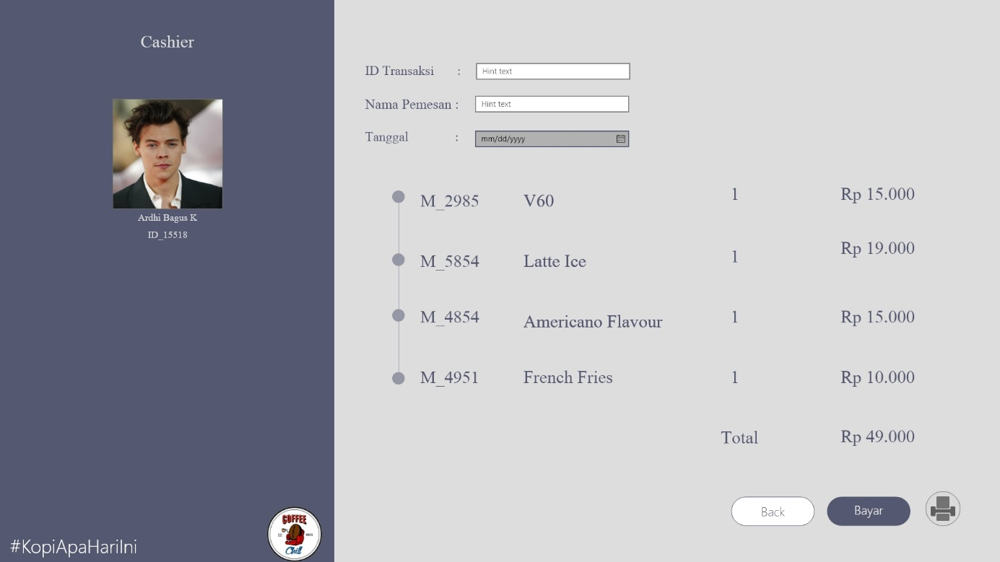 Cashier
Ardhi Bagus K
ID_15518
#KopiApaHariIni
COFFEE
Chill
ID Transaksi : Hint text
Nama Pemesan : Hint text
Tanggal : mm/dd/yyyy
M_2985 V60 1 Rp 15.000
M_5854 Latte Ice 1 Rp 19.000
M_4854 Americano Flavour 1 Rp 15.000
M_4951 French Fries 1 Rp 10.000
Total Rp 49.000
Back Bayar